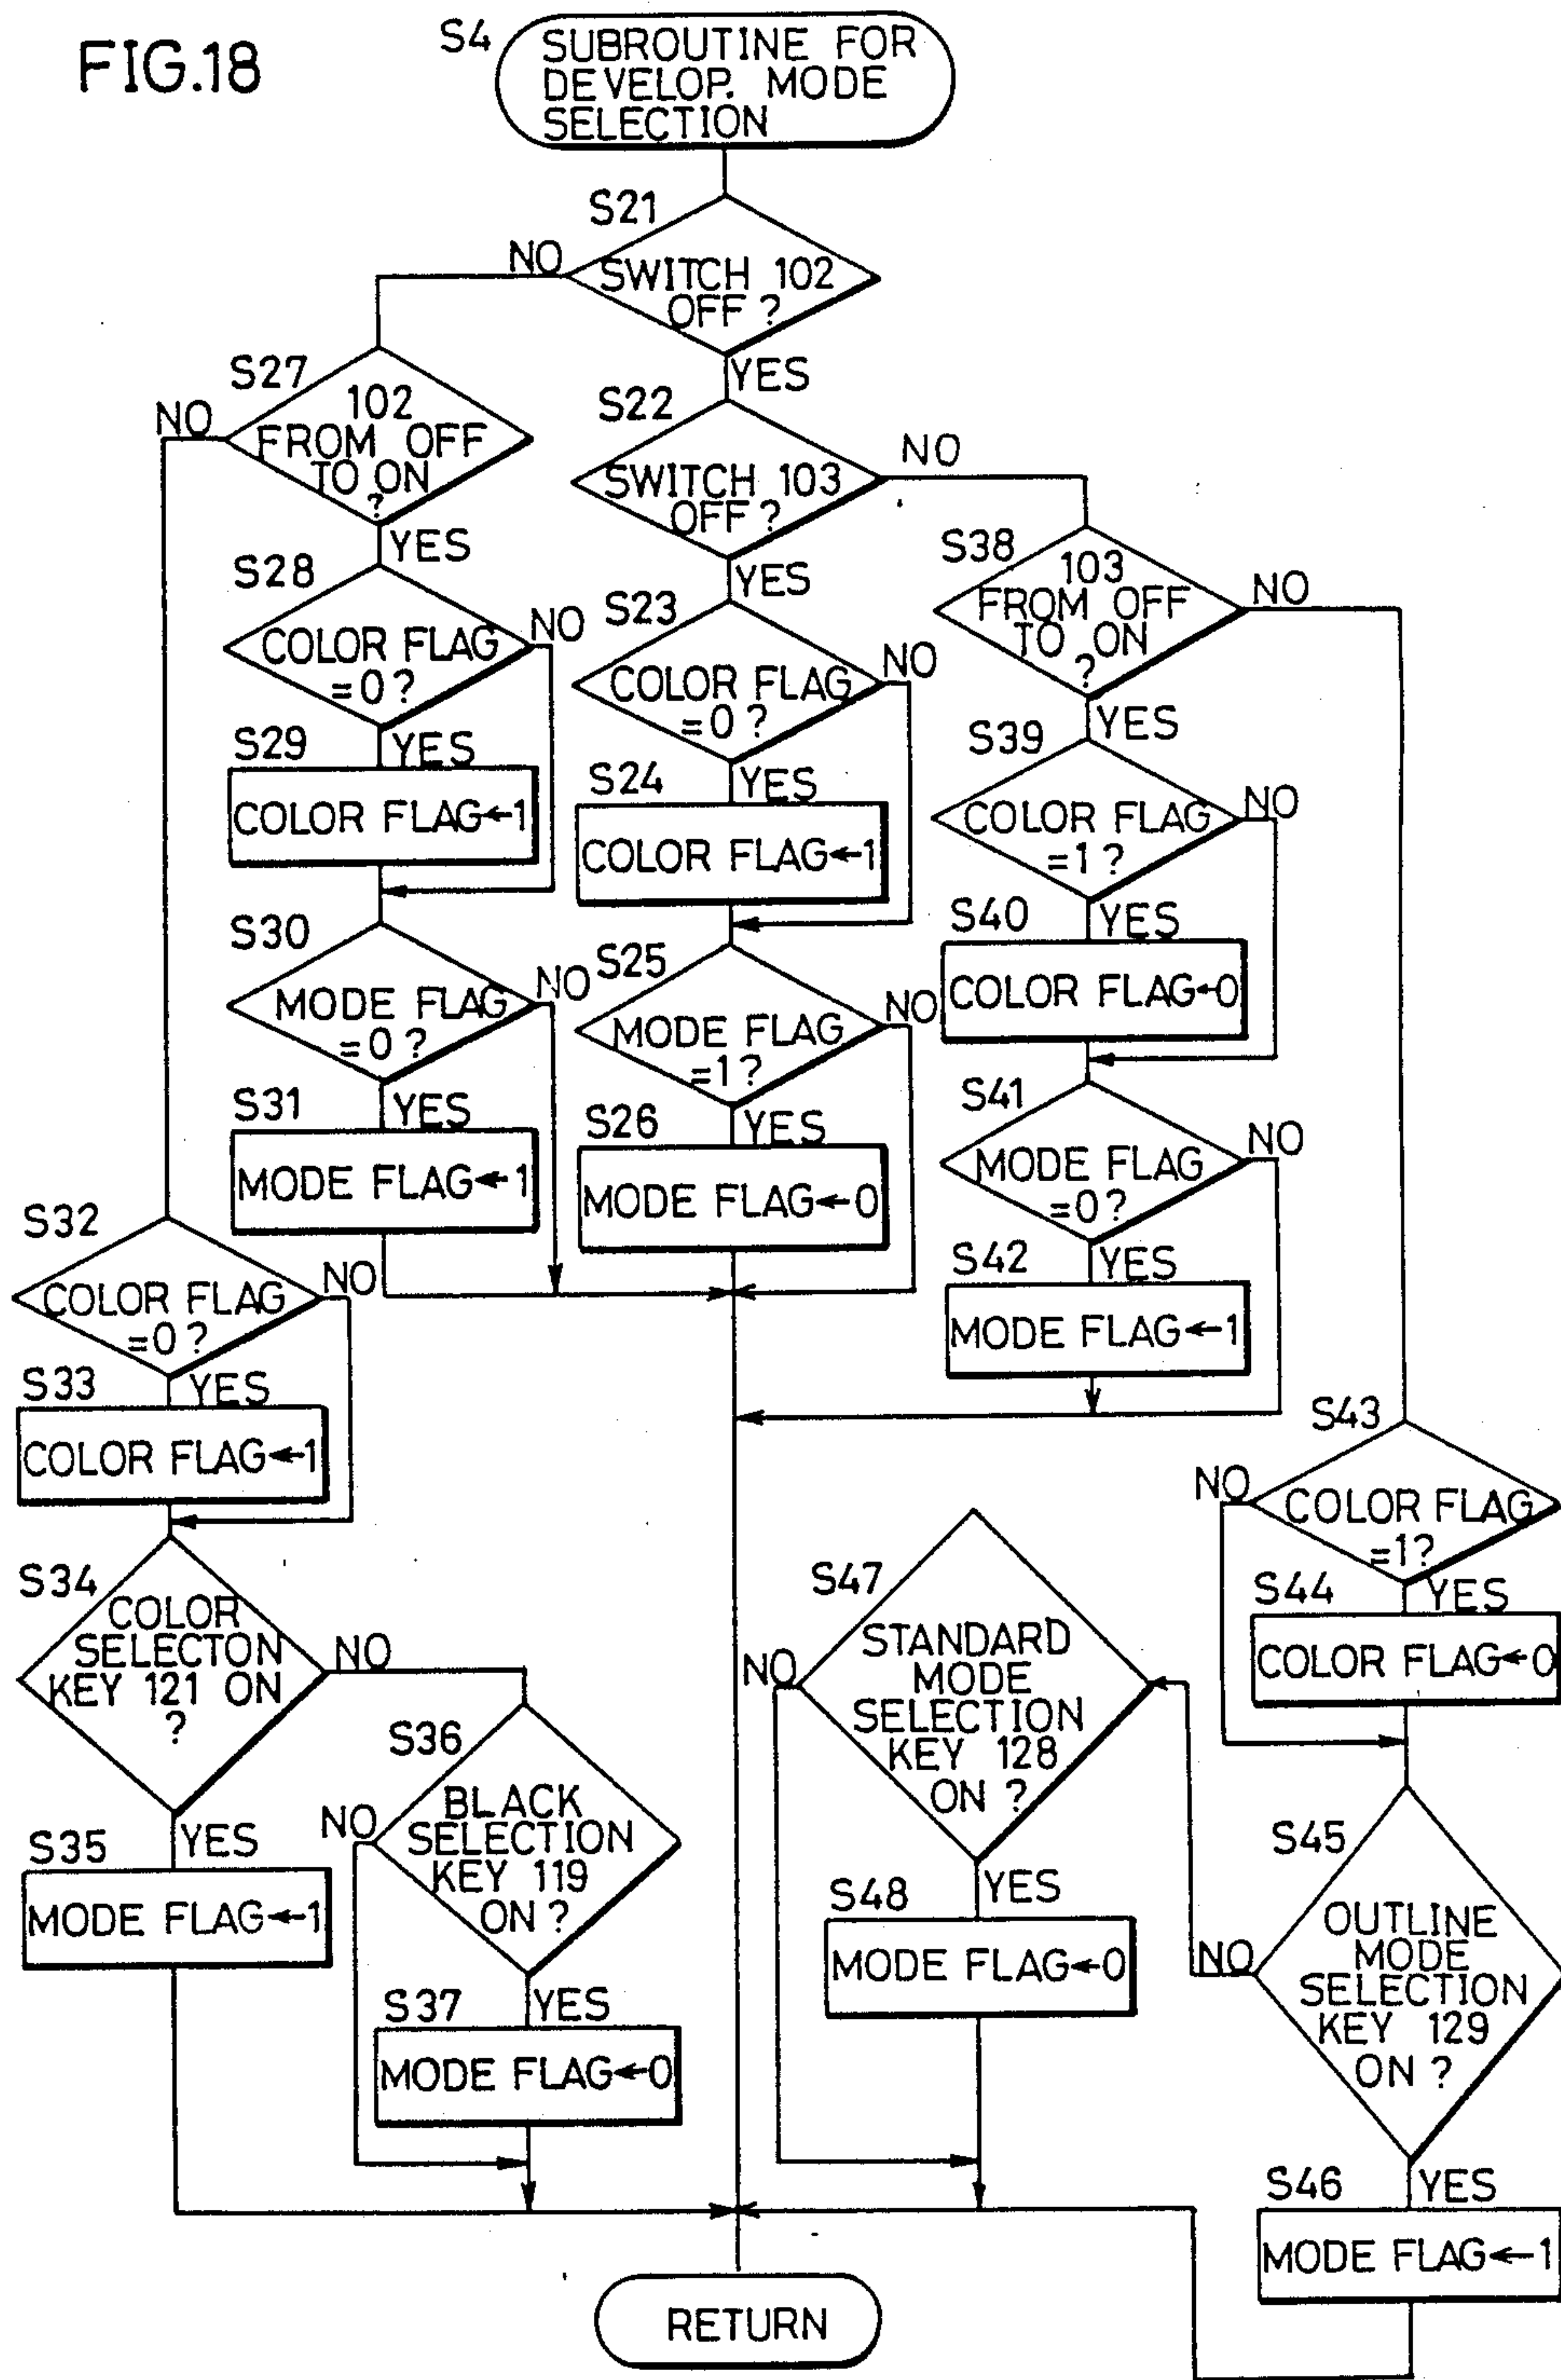 FIG.18
S4
SUBROUTINE FOR
DEVELOP. MODE
SELECTION
S21
NO
SWITCH 102
OFF ?
YES
S27
NO
102
FROM OFF
TO ON
?
YES
S22
SWITCH 103
OFF ?
NO
YES
S38
103
FROM OFF
TO ON
?
NO
YES
S28
COLOR FLAG
=0 ?
NO
YES
S29
COLOR FLAG←1
S30
MODE FLAG
=0 ?
NO
YES
S31
MODE FLAG←1
S23
COLOR FLAG
=0 ?
NO
YES
S24
COLOR FLAG←1
S25
MODE FLAG
=1?
NO
YES
S26
MODE FLAG←0
S39
COLOR FLAG
=1 ?
NO
YES
S40
COLOR FLAG←0
S41
MODE FLAG
=0?
NO
YES
S42
MODE FLAG←1
S32
COLOR FLAG
=0 ?
NO
YES
S33
COLOR FLAG←1
S34
COLOR
SELECTON
KEY 121 ON
?
NO
YES
S35
MODE FLAG←1
S36
BLACK
SELECTION
KEY 119
ON ?
NO
YES
S37
MODE FLAG←0
S43
NO
COLOR FLAG
=1?
YES
S44
COLOR FLAG←0
S47
STANDARD
MODE
SELECTION
KEY 128
ON ?
NO
YES
S48
MODE FLAG←0
S45
OUTLINE
MODE
SELECTION
KEY 129
ON ?
NO
YES
S46
MODE FLAG←1
RETURN